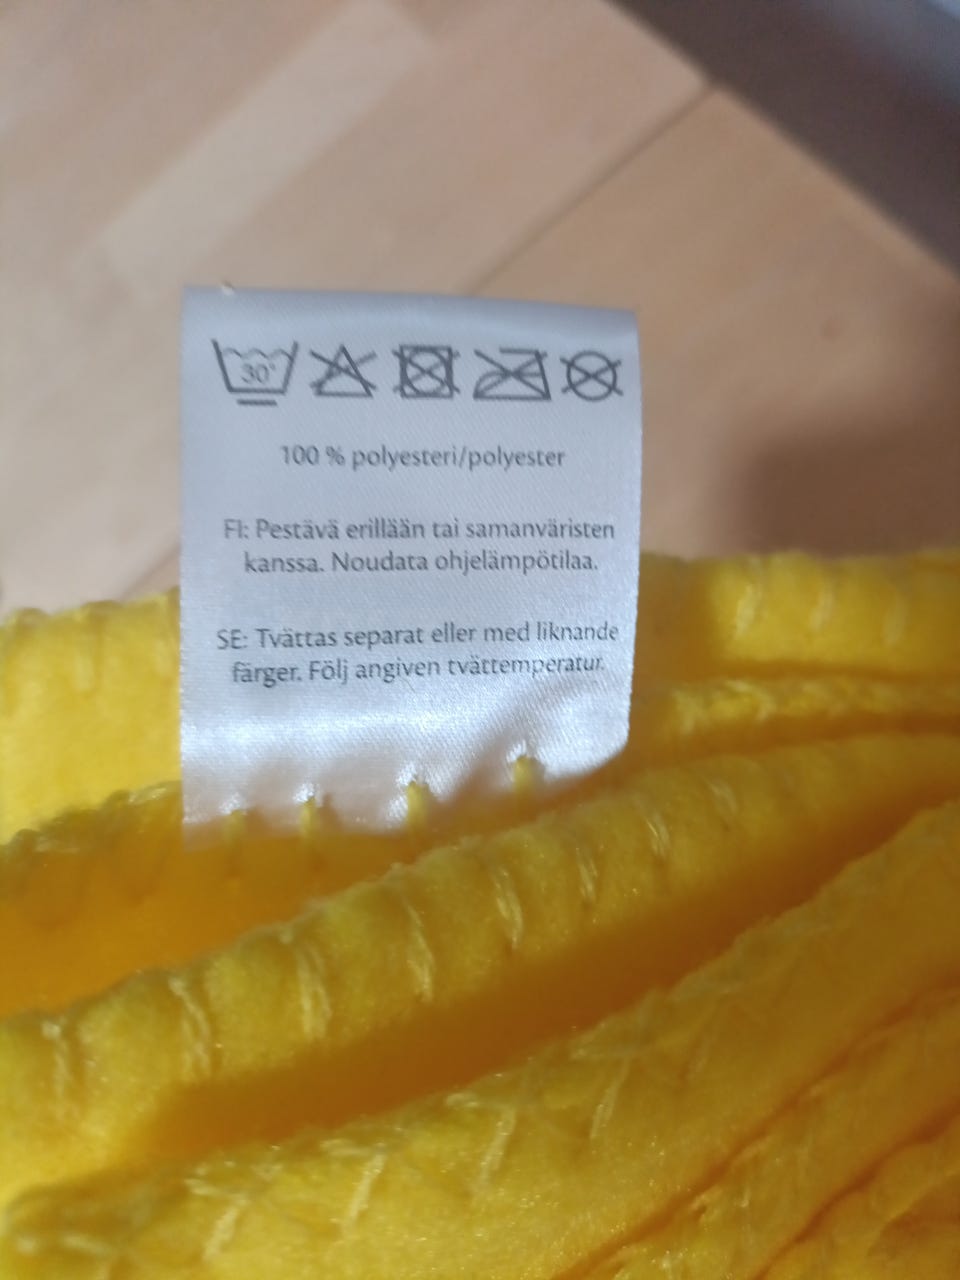 30°
100 % polyesteri/polyester
FI: Pestävä erillään tai samanväristen
kanssa. Noudata ohjelämpötilaa.
SE: Tvättas separat eller med liknande
färger. Följ angiven tvättemperatur.